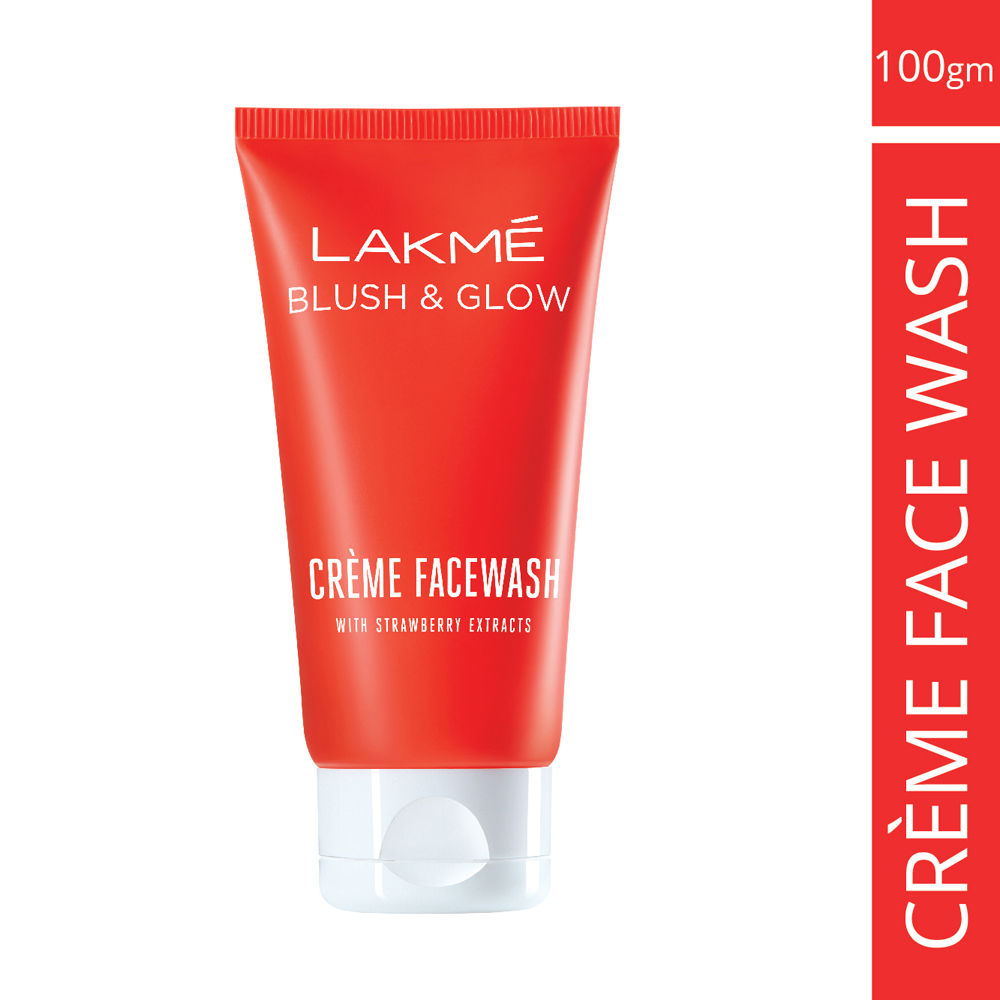 LAKMÉ
BLUSH & GLOW
CRÈME FACEWASH
WITH STRAWBERRY EXTRACTS
100gm
CRÈME FACE WASH